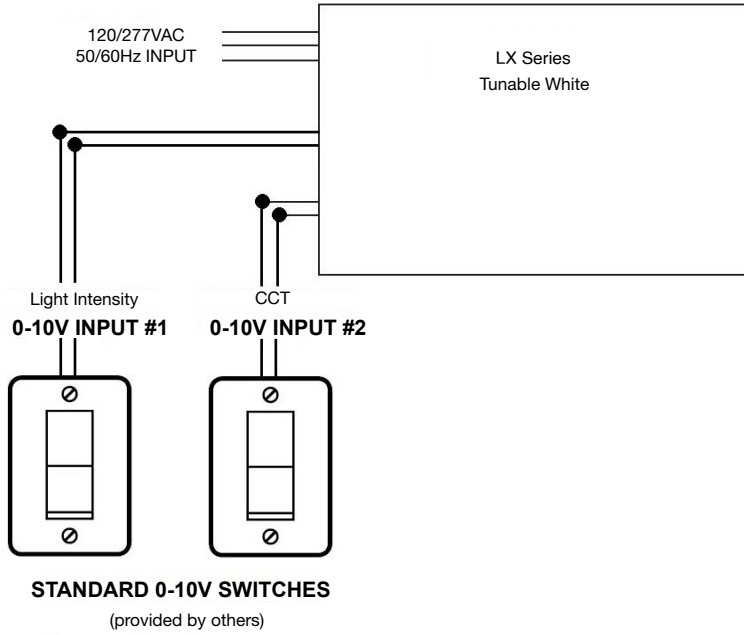 120/277VAC
50/60Hz INPUT
LX Series
Tunable White
Light Intensity
0-10V INPUT #1
CCT
0-10V INPUT #2
STANDARD 0-10V SWITCHES
(provided by others)